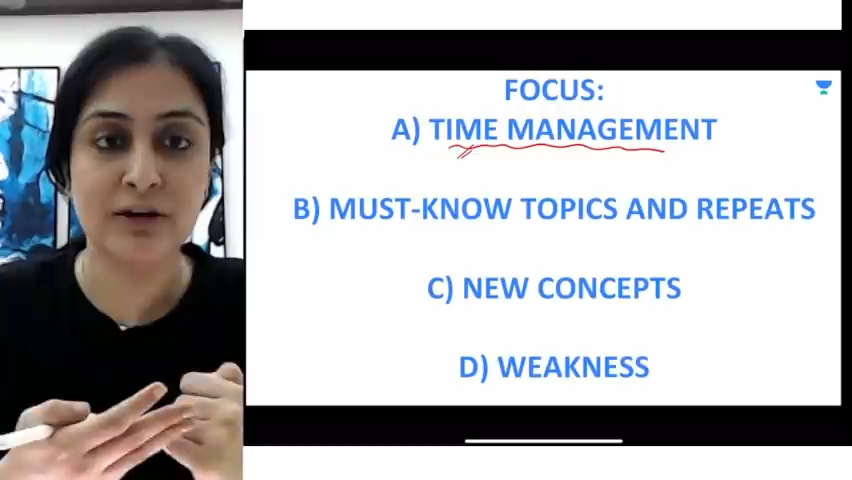 FOCUS:
A) TIME MANAGEMENT
B) MUST-KNOW TOPICS AND REPEATS
C) NEW CONCEPTS
D) WEAKNESS